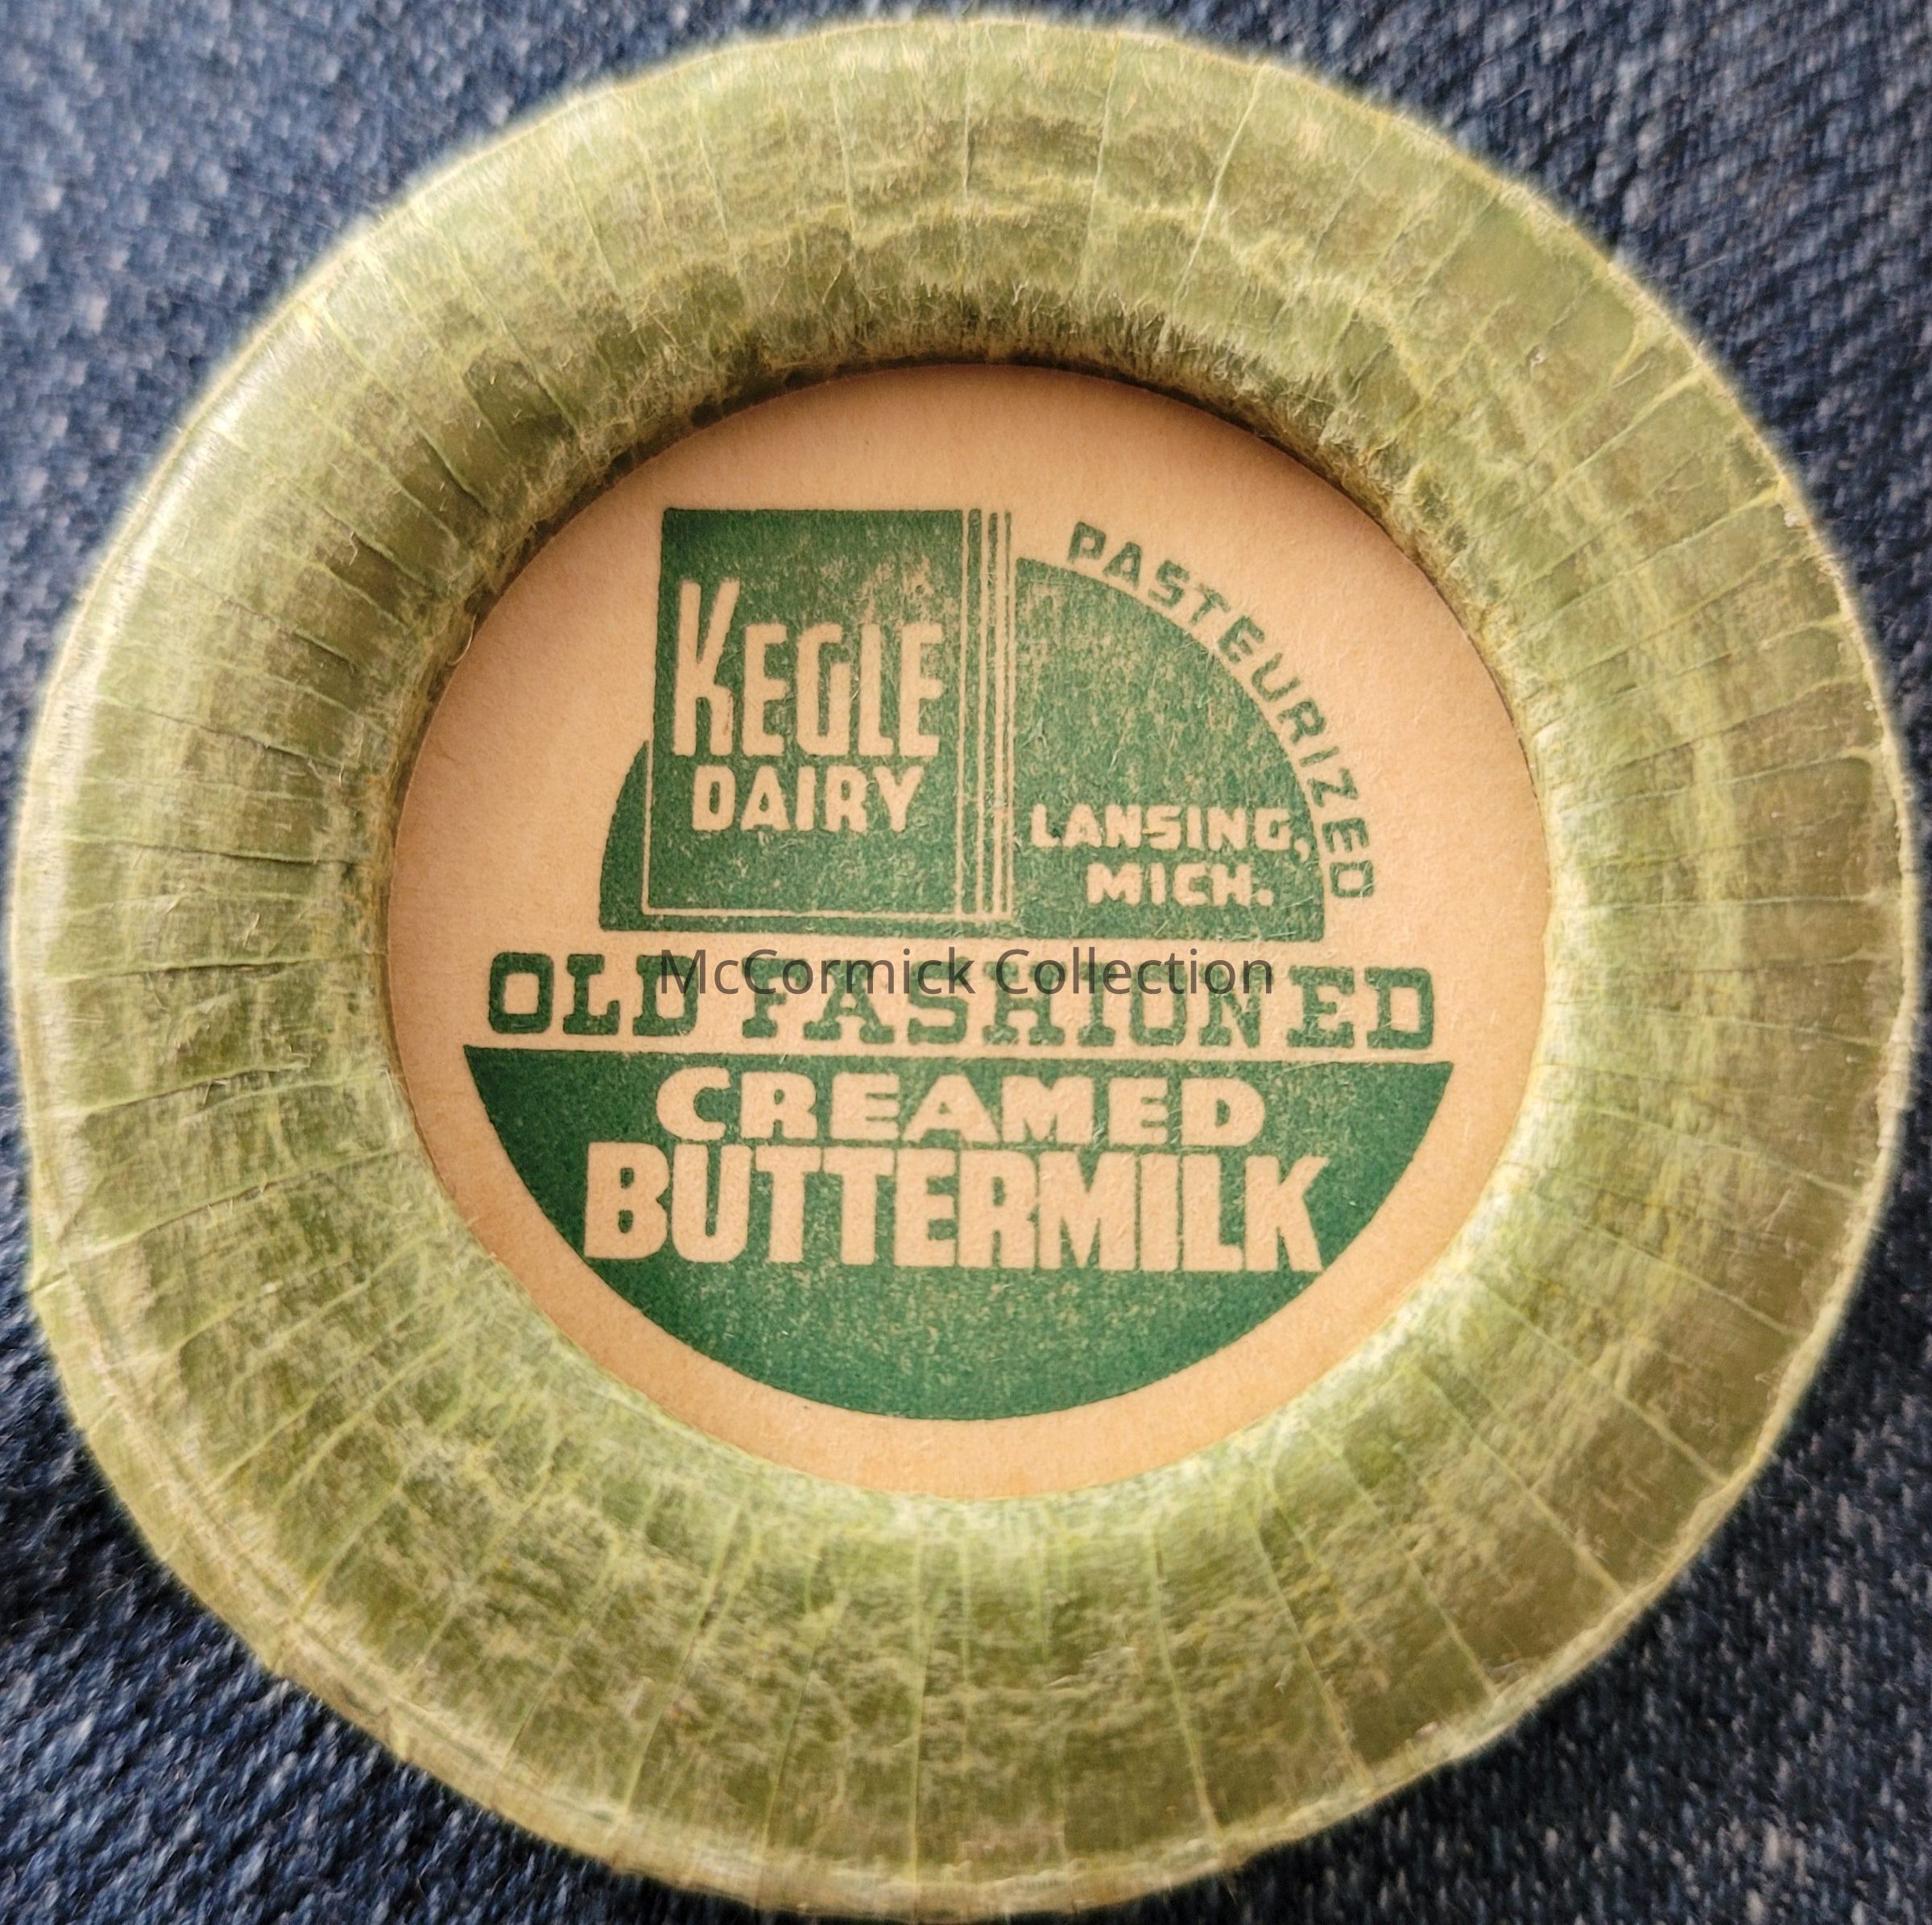 KEGLE
DAIRY
PASTEURIZED
LANSING,
MICH.
OLD FASHIONED
McCormick Collection
CREAMED
BUTTERMILK